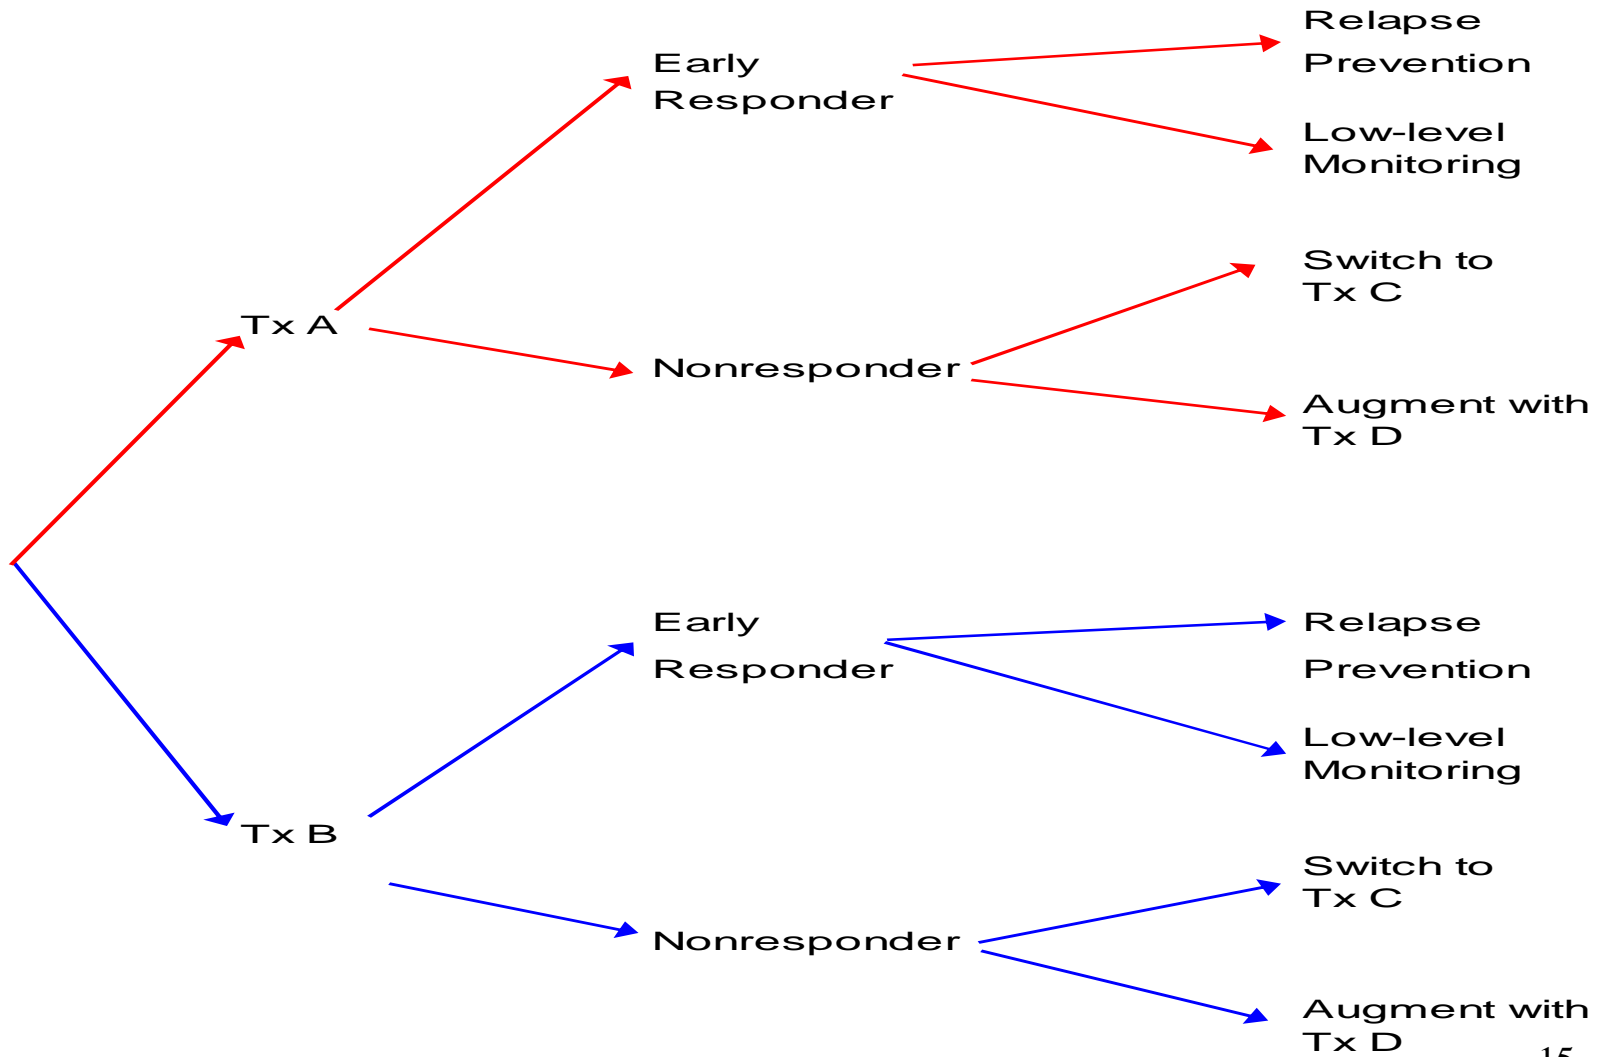 Relapse
Prevention
Early
Responder
Low-level
Monitoring
Switch to
Tx C
Tx A
Nonresponder
Augment with
Tx D
Early
Responder
Relapse
Prevention
Low-level
Monitoring
Tx B
Switch to
Tx C
Nonresponder
Augment with
Tx D
15